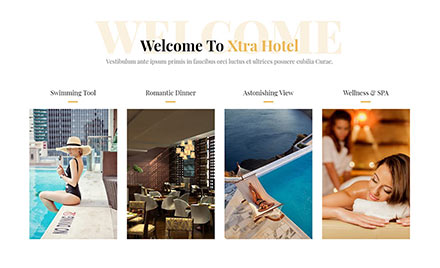 WELCOME
Welcome To Xtra Hotel
Vestibulum ante ipsum primis in faucibus orci luctus et ultrices posuere cubilia Curae.
Swimming Tool
Romantic Dinner
Astonishing View
Wellness & SPA